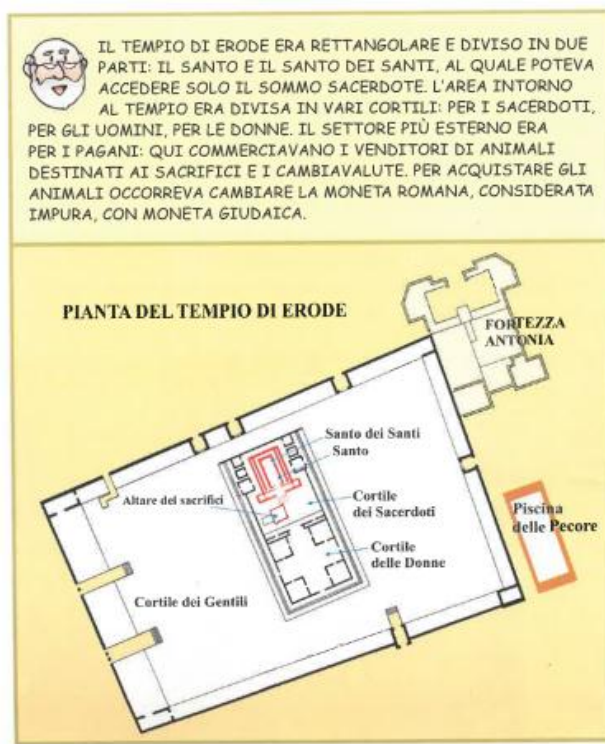 IL TEMPIO DI ERODE ERA RETTANGOLARE E DIVISO IN DUE
PARTI: IL SANTO E IL SANTO DEI SANTI, AL QUALE POTEVA
ACCEDERE SOLO IL SOMMO SACERDOTE. L'AREA INTORNO
AL TEMPIO ERA DIVISA IN VARI CORTILI: PER I SACERDOTI,
PER GLI UOMINI, PER LE DONNE. IL SETTORE PIÙ ESTERNO ERA
PER I PAGANI: QUI COMMERCIAVANO I VENDITORI DI ANIMALI
DESTINATI AI SACRIFICI E I CAMBIAVALUTE. PER ACQUISTARE GLI
ANIMALI OCCORREVA CAMBIARE LA MONETA ROMANA, CONSIDERATA
IMPURA, CON MONETA GIUDAICA.
PIANTA DEL TEMPIO DI ERODE
FORTEZZA
ANTONIA
Santo dei Santi
Santo
Altare dei sacrifici
Cortile
dei Sacerdoti
Piscina
delle Pecore
Cortile
delle Donne
Cortile dei Gentili